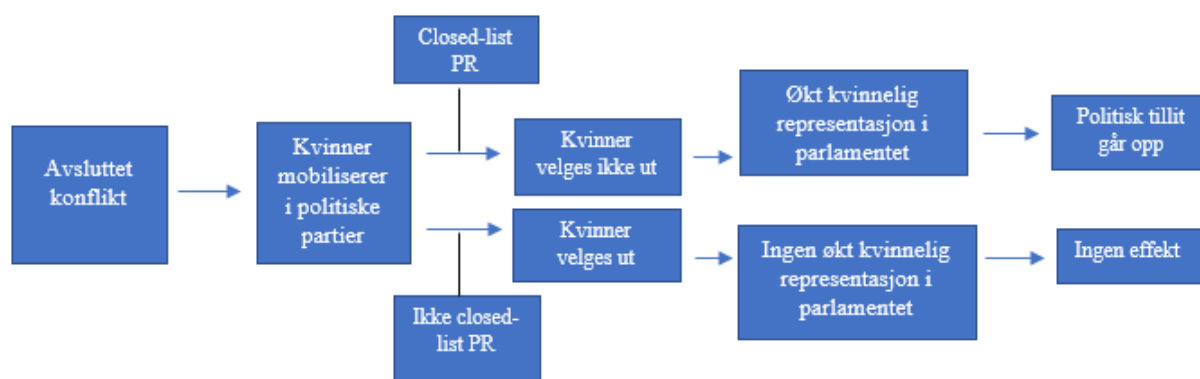 Closed-list
PR
Avsluttet
konflikt
Kvinner
mobiliserer
i politiske
partier
Kvinner
velges ikke ut
Økt kvinnelig
representasjon i
parlamentet
Politisk tillit
går opp
Kvinner
velges ut
Ingen økt kvinnelig
representasjon i
parlamentet
Ingen effekt
Ikke closed-
list PR